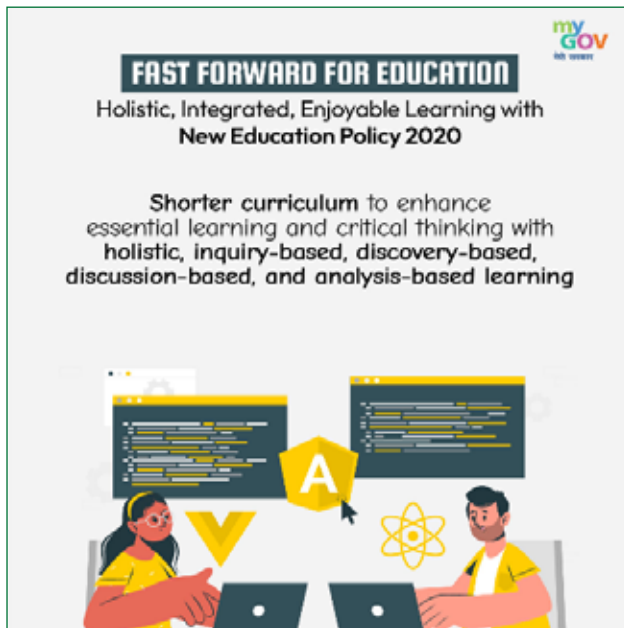 my
GOV
मेरी सरकार
FAST FORWARD FOR EDUCATION
Holistic, Integrated, Enjoyable Learning with
New Education Policy 2020
Shorter curriculum to enhance
essential learning and critical thinking with
holistic, inquiry-based, discovery-based,
discussion-based, and analysis-based learning
A